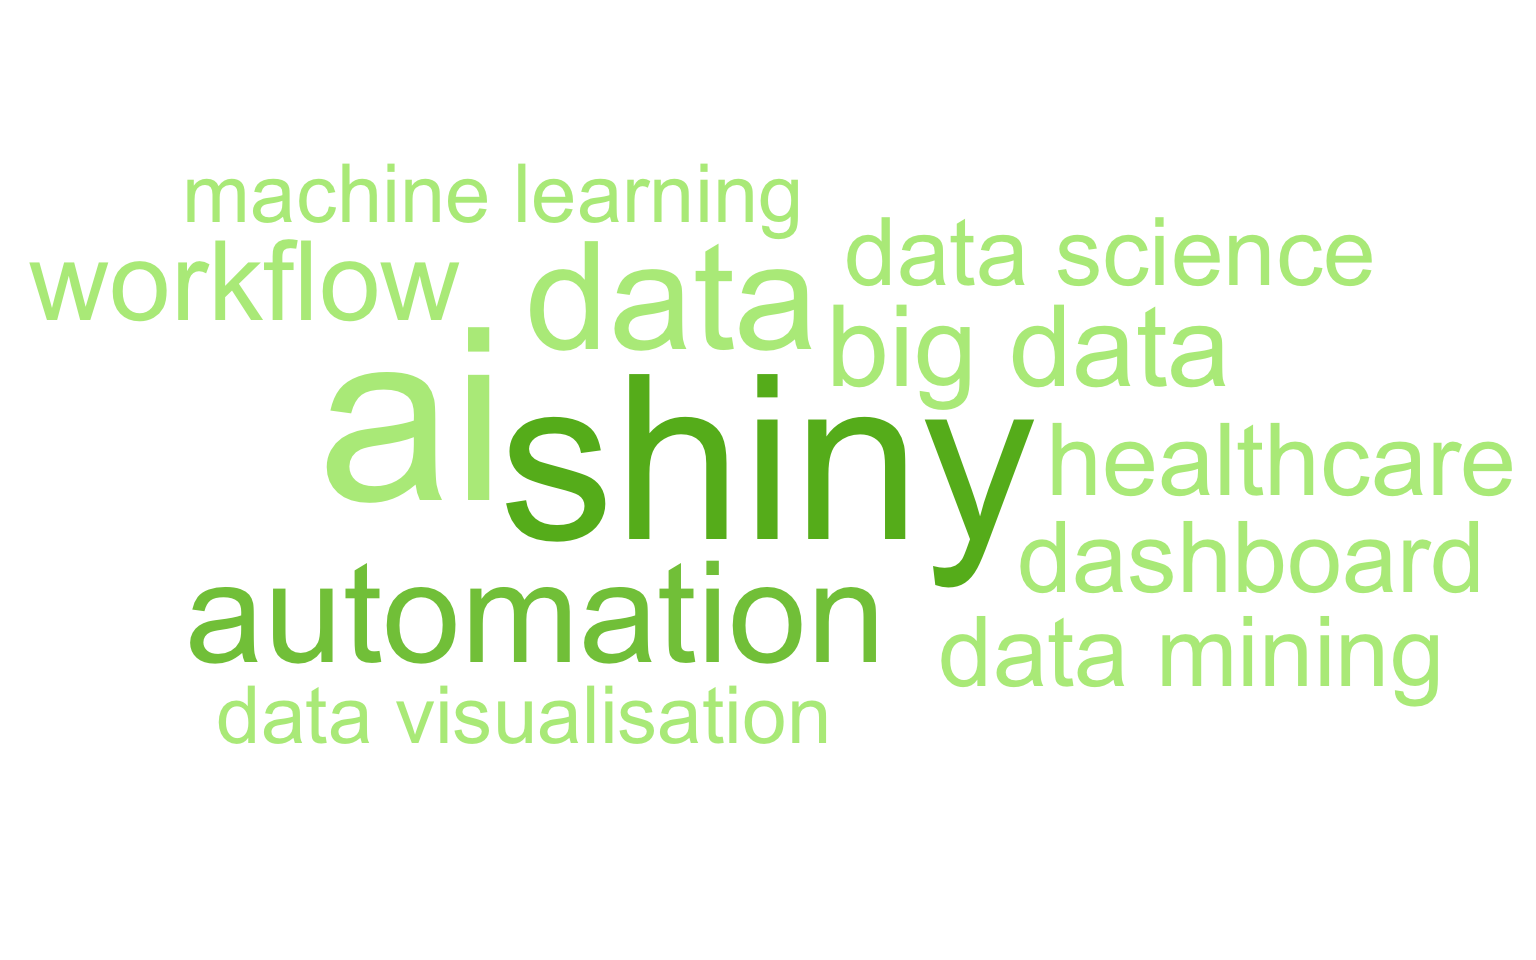 machine learning
data science
workflow
data
big data
ai
shiny
healthcare
dashboard
automation
data mining
data visualisation